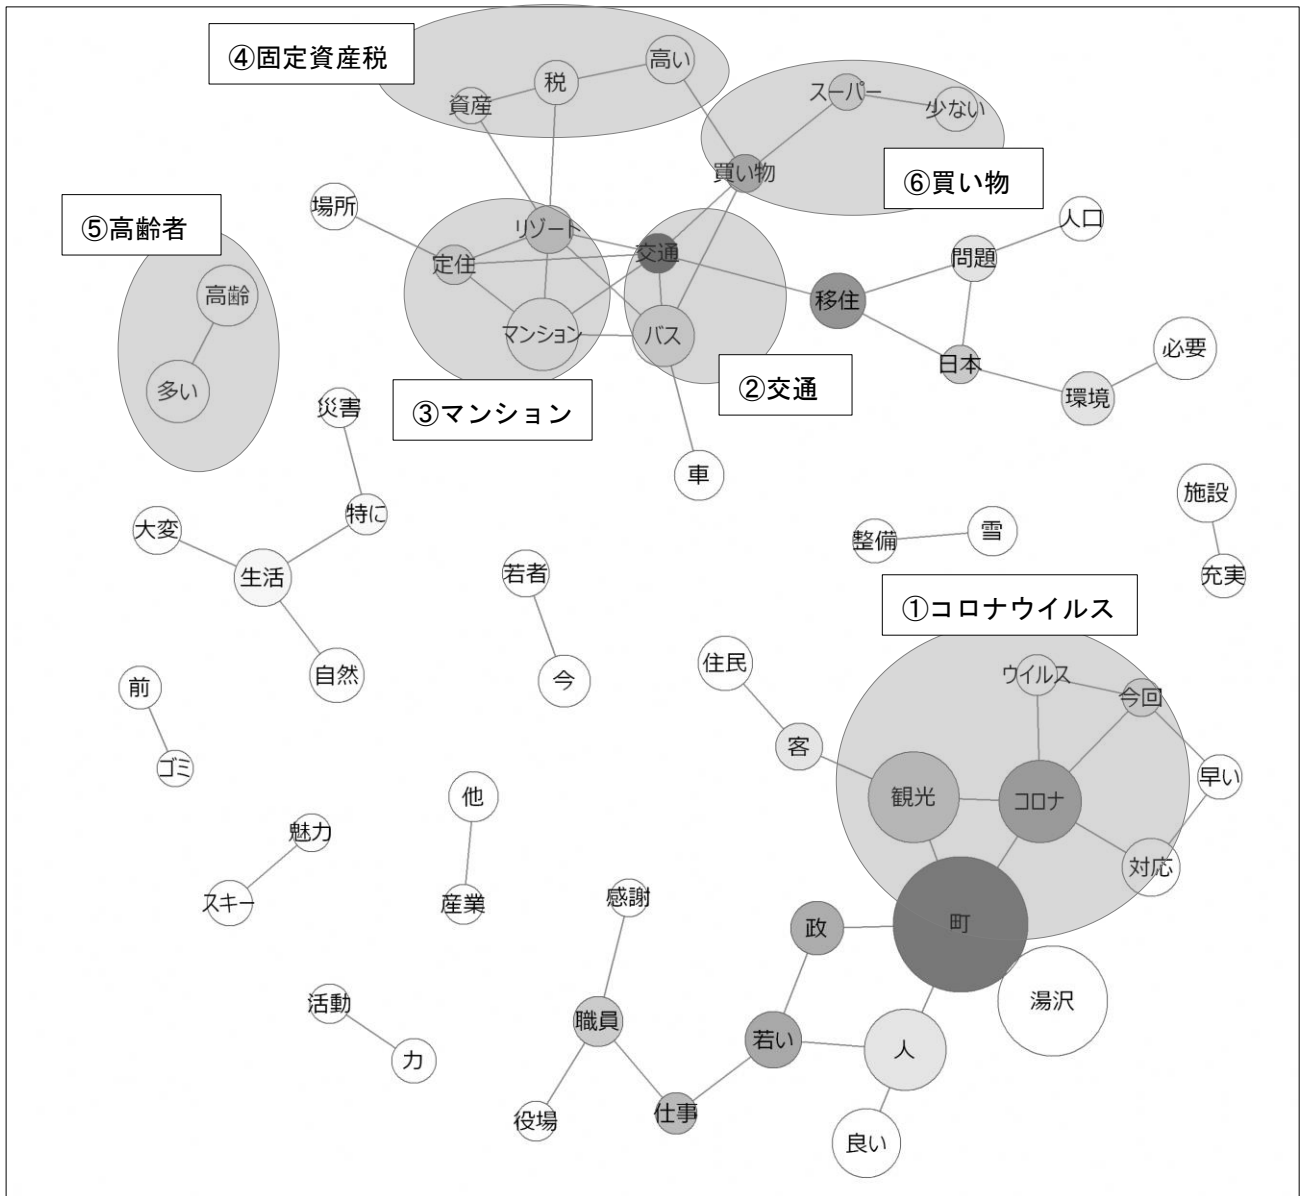 ④固定資産税
高い
税
資産
スーパー
少ない
買い物
⑥買い物
場所
人口
⑤高齢者
リゾート
交通
定住
問題
高齢
移住
マンション
バス
必要
日本
多い
②交通
環境
災害
③マンション
車
施設
大変
特に
雪
整備
生活
若者
充実
①コロナウイルス
住民
ウイルス
自然
今
前
今回
客
ゴミ
早い
他
観光
コロナ
魅力
対応
スキー
産業
感謝
政
町
湯沢
活動
職員
若い
人
力
役場
仕事
良い